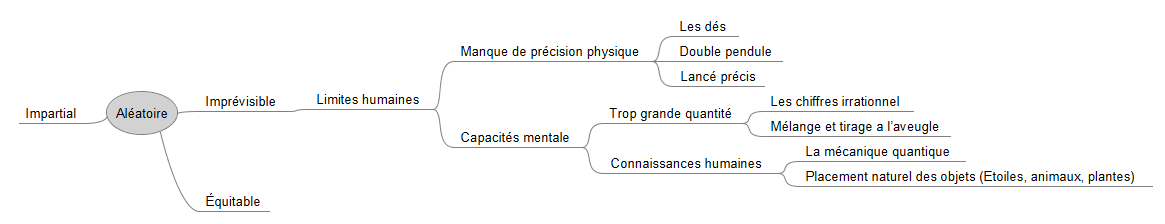 Impartial
Aléatoire
Imprévisible
Limites humaines
Manque de précision physique
Les dés
Double pendule
Lancé précis
Capacités mentale
Trop grande quantité
Les chiffres irrationnel
Mélange et tirage a l'aveugle
Connaissances humaines
La mécanique quantique
Placement naturel des objets (Etoiles, animaux, plantes)
Équitable